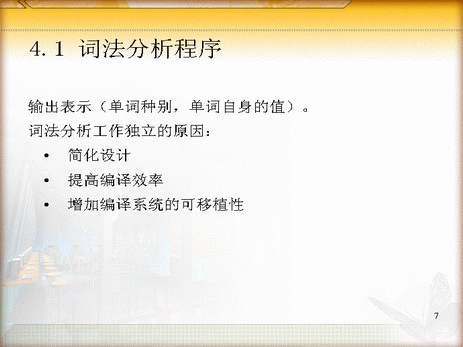 4.1 词法分析程序
输出表示（单词种别，单词自身的值）。
词法分析工作独立的原因：
• 简化设计
• 提高编译效率
• 增加编译系统的可移植性
7